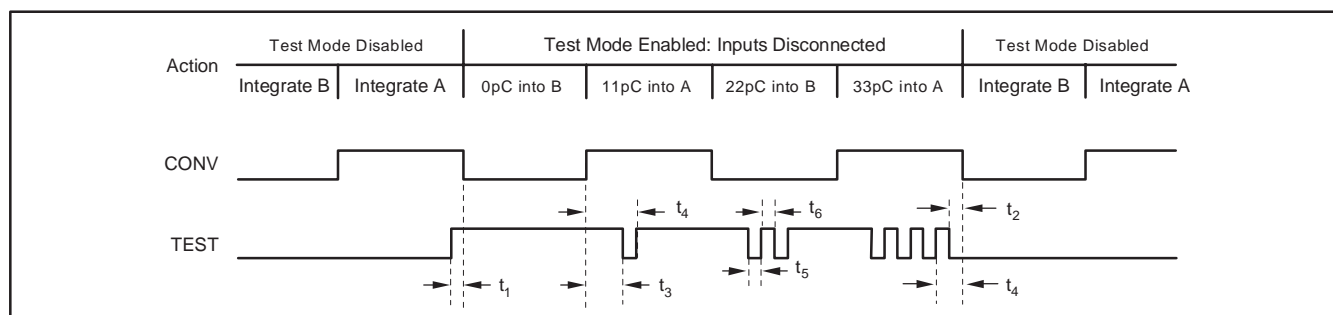 Test Mode Disabled Test Mode Enabled: Inputs Disconnected Test Mode Disabled
Action
Integrate B Integrate A 0pC into B 11pC into A 22pC into B 33pC into A Integrate B Integrate A
CONV
t4 t6 t2
TEST
t5
t1 t3 t4